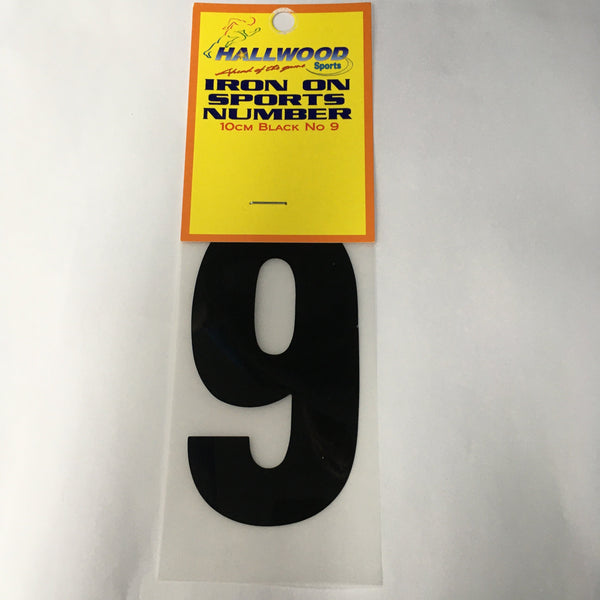 HALLWOOD
Ahead of the game Sports
IRON ON
SPORTS
NUMBER
10CM BLACK NO 9
9